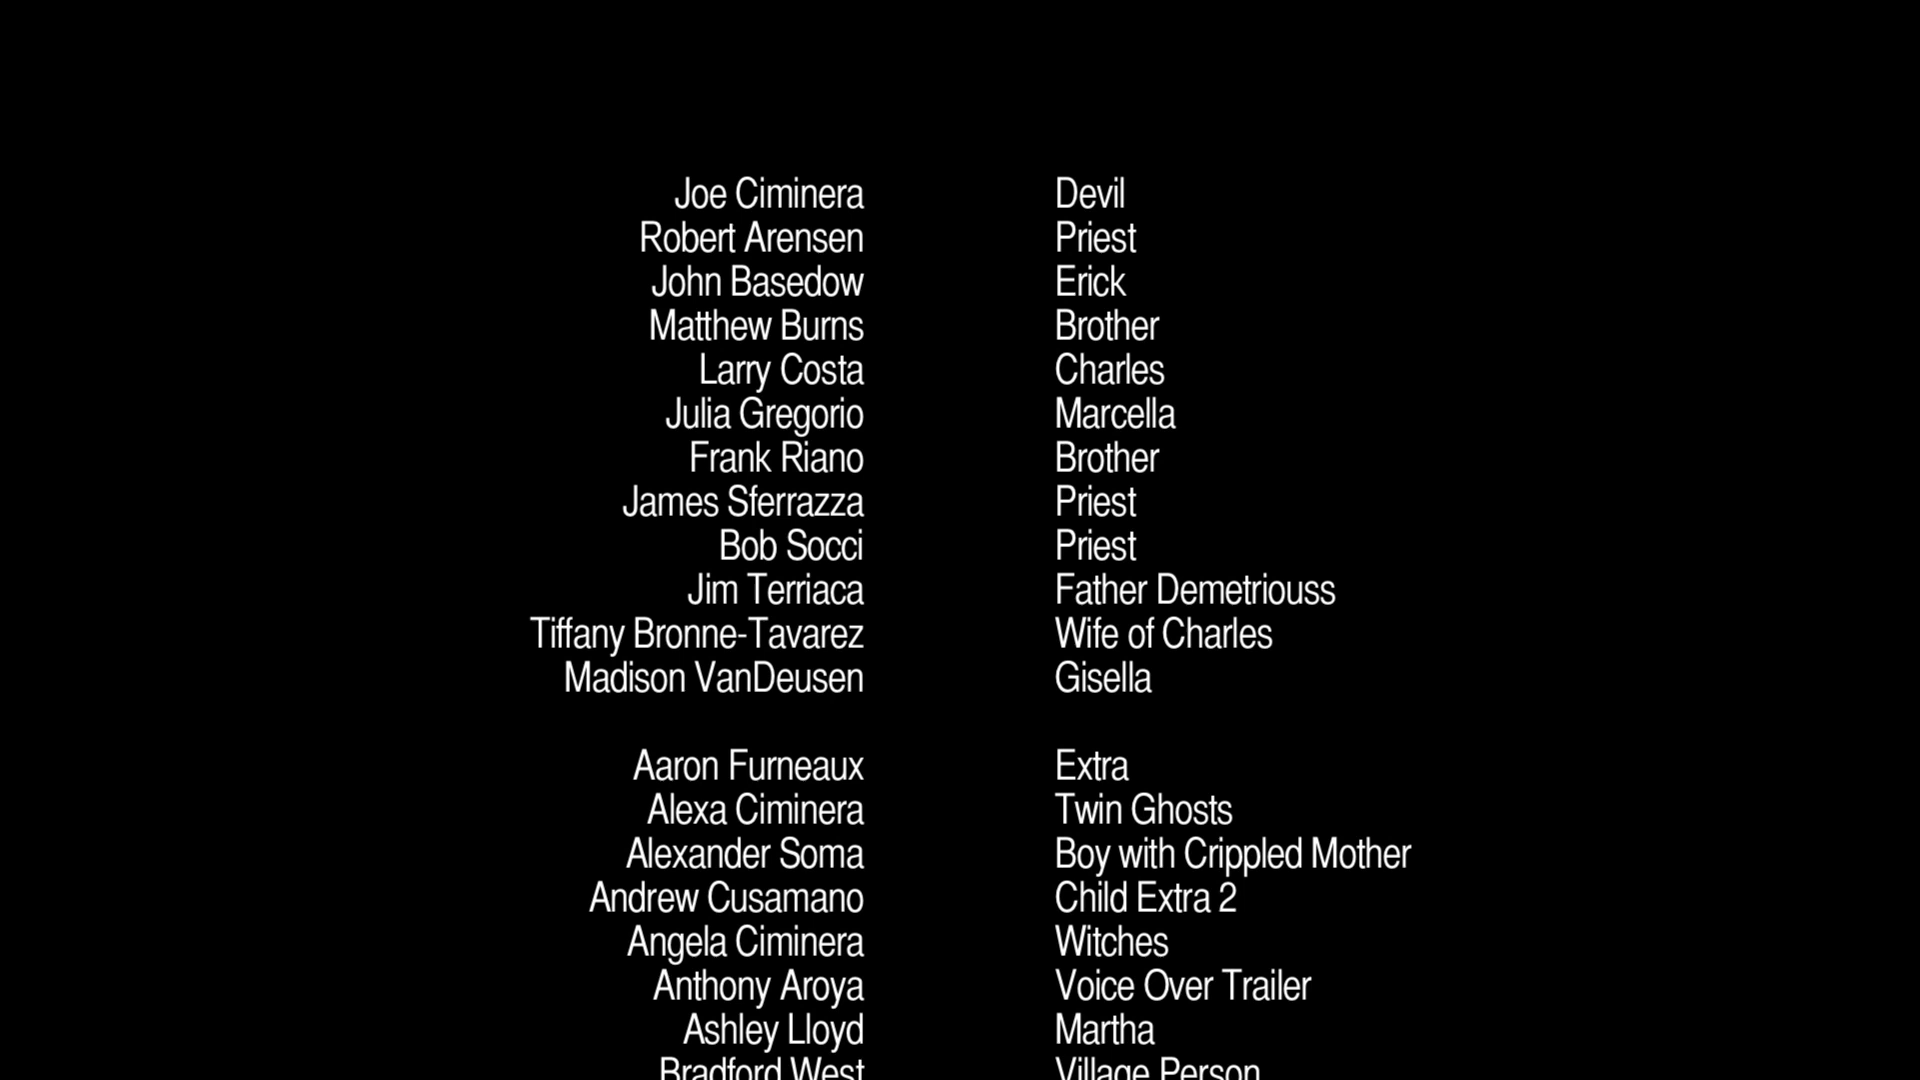 Joe Ciminera Devil
Robert Arensen Priest
John Basedow Erick
Matthew Burns Brother
Larry Costa Charles
Julia Gregorio Marcella
Frank Riano Brother
James Sferrazza Priest
Bob Socci Priest
Jim Terriaca Father Demetriouss
Tiffany Bronne-Tavarez Wife of Charles
Madison VanDeusen Gisella
Aaron Furneaux Extra
Alexa Ciminera Twin Ghosts
Alexander Soma Boy with Crippled Mother
Andrew Cusamano Child Extra 2
Angela Ciminera Witches
Anthony Aroya Voice Over Trailer
Ashley Lloyd Martha
Bradford West Village Person